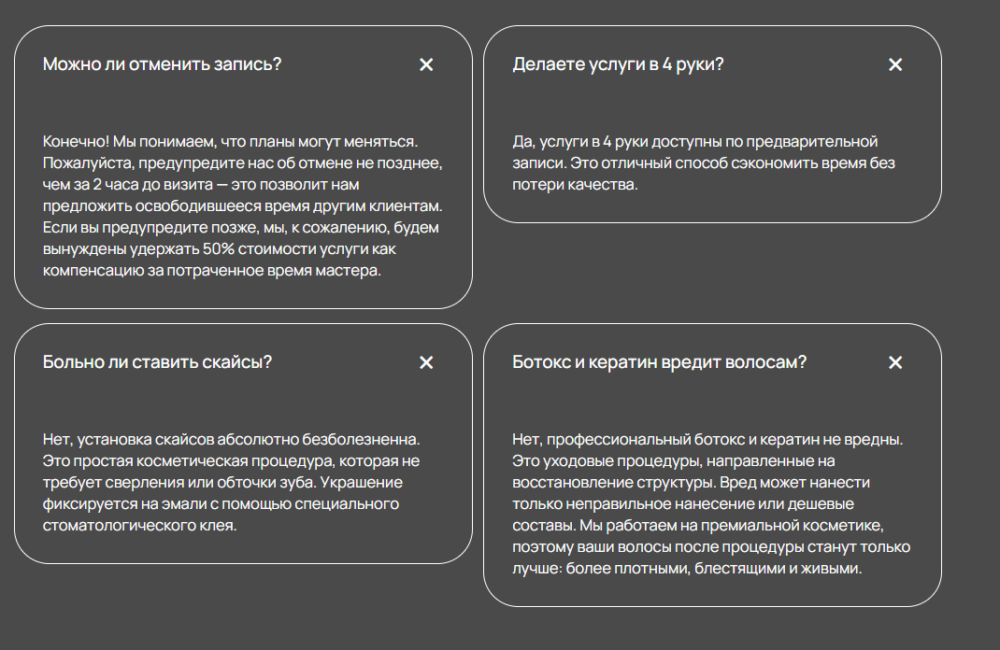 Можно ли отменить запись?
Конечно! Мы понимаем, что планы могут меняться.
Пожалуйста, предупредите нас об отмене не позднее,
чем за 2 часа до визита — это позволит нам
предложить освободившееся время другим клиентам.
Если вы предупредите позже, мы, к сожалению, будем
вынуждены удержать 50% стоимости услуги как
компенсацию за потраченное время мастера.
Делаете услуги в 4 руки?
Да, услуги в 4 руки доступны по предварительной
записи. Это отличный способ сэкономить время без
потери качества.
Больно ли ставить скайсы?
Нет, установка скайсов абсолютно безболезненна.
Это простая косметическая процедура, которая не
требует сверления или обточки зуба. Украшение
фиксируется на эмали с помощью специального
стоматологического клея.
Ботокс и кератин вредит волосам?
Нет, профессиональный ботокс и кератин не вредны.
Это уходовые процедуры, направленные на
восстановление структуры. Вред может нанести
только неправильное нанесение или дешевые
составы. Мы работаем на премиальной косметике,
поэтому ваши волосы после процедуры станут только
лучше: более плотными, блестящими и живыми.